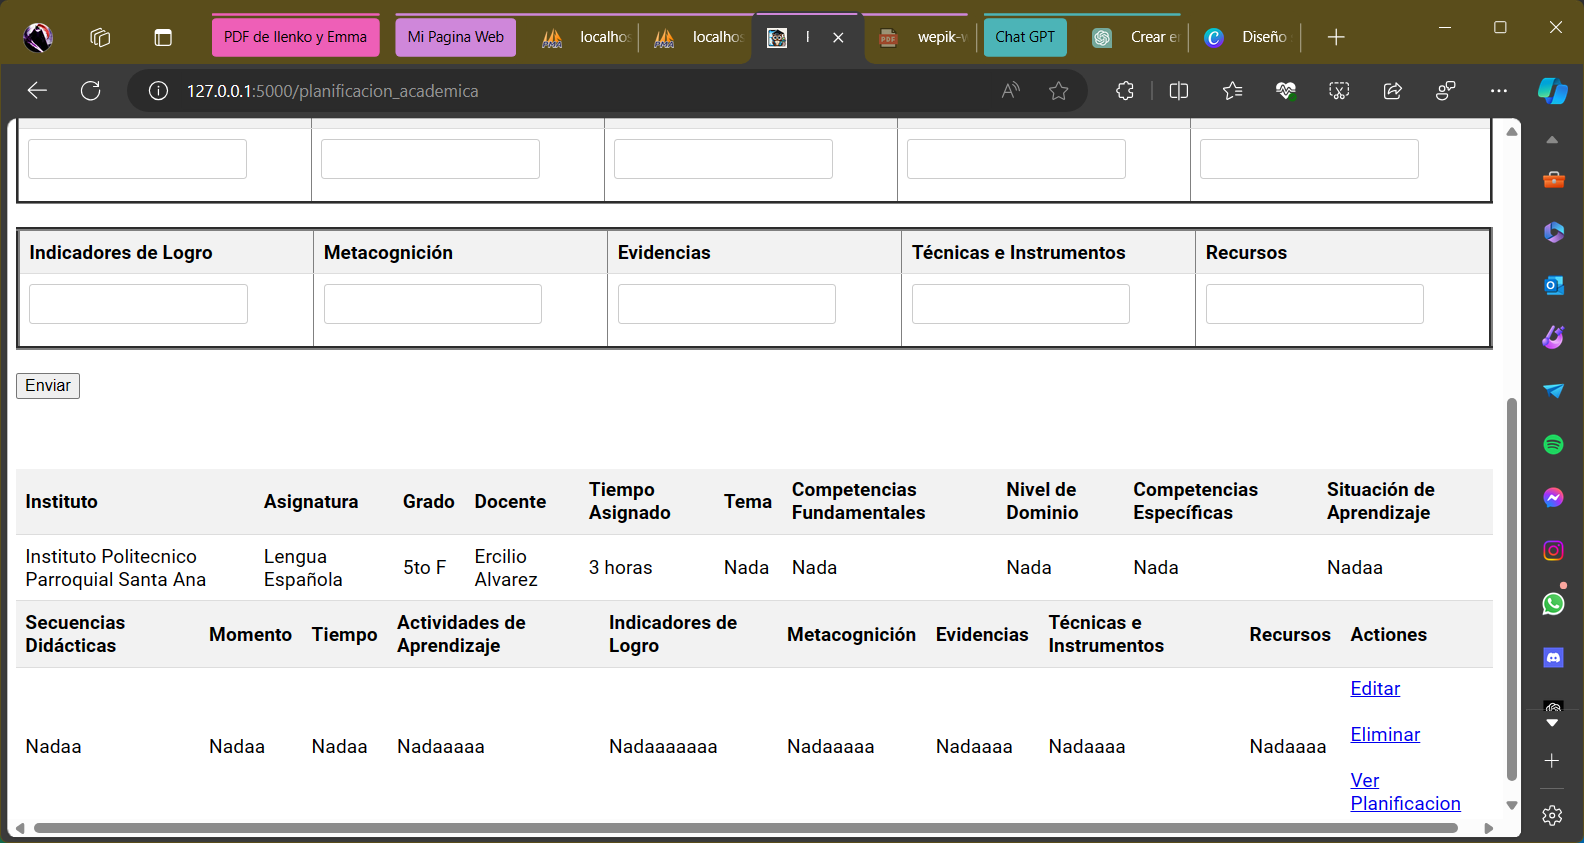 PDF de Ilenko y Emma
Mi Pagina Web
localhos
localhos
wepik-w
Chat GPT
Crear e
Diseño
127.0.0.1:5000/planificacion_academica
Indicadores de Logro Metacognición Evidencias Técnicas e Instrumentos Recursos
Enviar
Instituto Asignatura Grado Docente Tiempo Asignado Tema Competencias Fundamentales Nivel de Dominio Competencias Específicas Situación de Aprendizaje
Instituto Politecnico Parroquial Santa Ana Lengua Española 5to F Ercilio Alvarez 3 horas Nada Nada Nada Nada Nadaa
Secuencias Didácticas Momento Tiempo Actividades de Aprendizaje Indicadores de Logro Metacognición Evidencias Técnicas e Instrumentos Recursos Actiones
Nadaa Nadaa Nadaa Nadaaaaa Nadaaaaaaa Nadaaaaa Nadaaaa Nadaaaa Nadaaaa
Editar
Eliminar
Ver
Planificacion